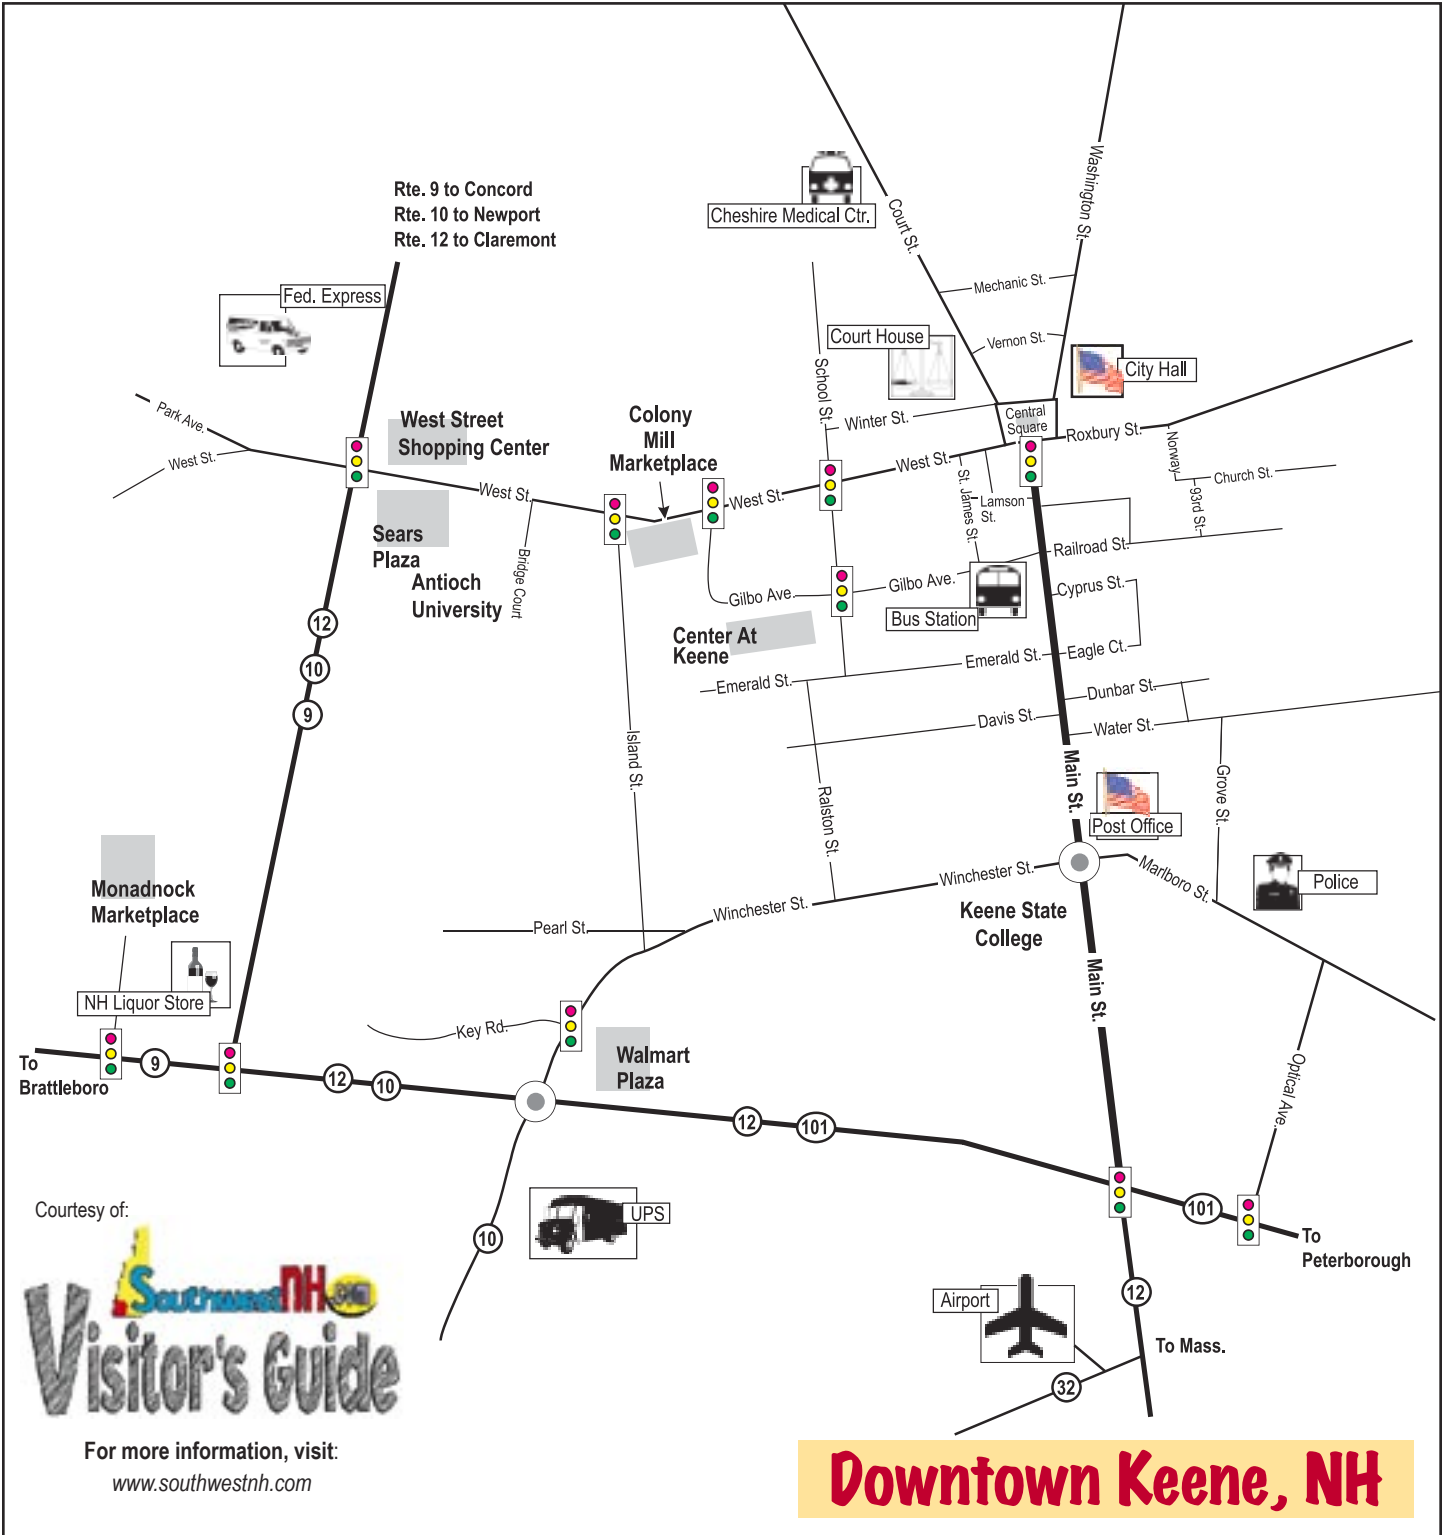 Rte. 9 to Concord
Rte. 10 to Newport
Rte. 12 to Claremont
Cheshire Medical Ctr.
Court St.
Washington St.
Mechanic St.
Vernon St.
Fed. Express
Court House
City Hall
School St.
Winter St.
Central
Square
Roxbury St.
Park Ave.
West St.
West Street
Shopping Center
Colony
Mill
Marketplace
West St.
West St.
West St.
St. James St.
Lamson
St.
Norway
93rd St.
Church St.
Sears
Plaza
Antioch
University
Bridge Court
Railroad St.
Gilbo Ave.
Gilbo Ave.
Cyprus St.
Bus Station
Center At
Keene
Emerald St.
Emerald St.
Eagle Ct.
Dunbar St.
Davis St.
Water St.
12
10
9
Island St.
Ralston St.
Main St.
Grove St.
Post Office
Marlboro St.
Police
Monadnock
Marketplace
Winchester St.
Winchester St.
Keene State
College
Pearl St.
Main St.
NH Liquor Store
Key Rd.
Walmart
Plaza
Optical Ave.
To
Brattleboro
9
12
10
12
101
101
To
Peterborough
UPS
10
12
Airport
To Mass.
32
Courtesy of:
SouthwestNH.com
Visitor's Guide
For more information, visit:
www.southwestnh.com
Downtown Keene, NH